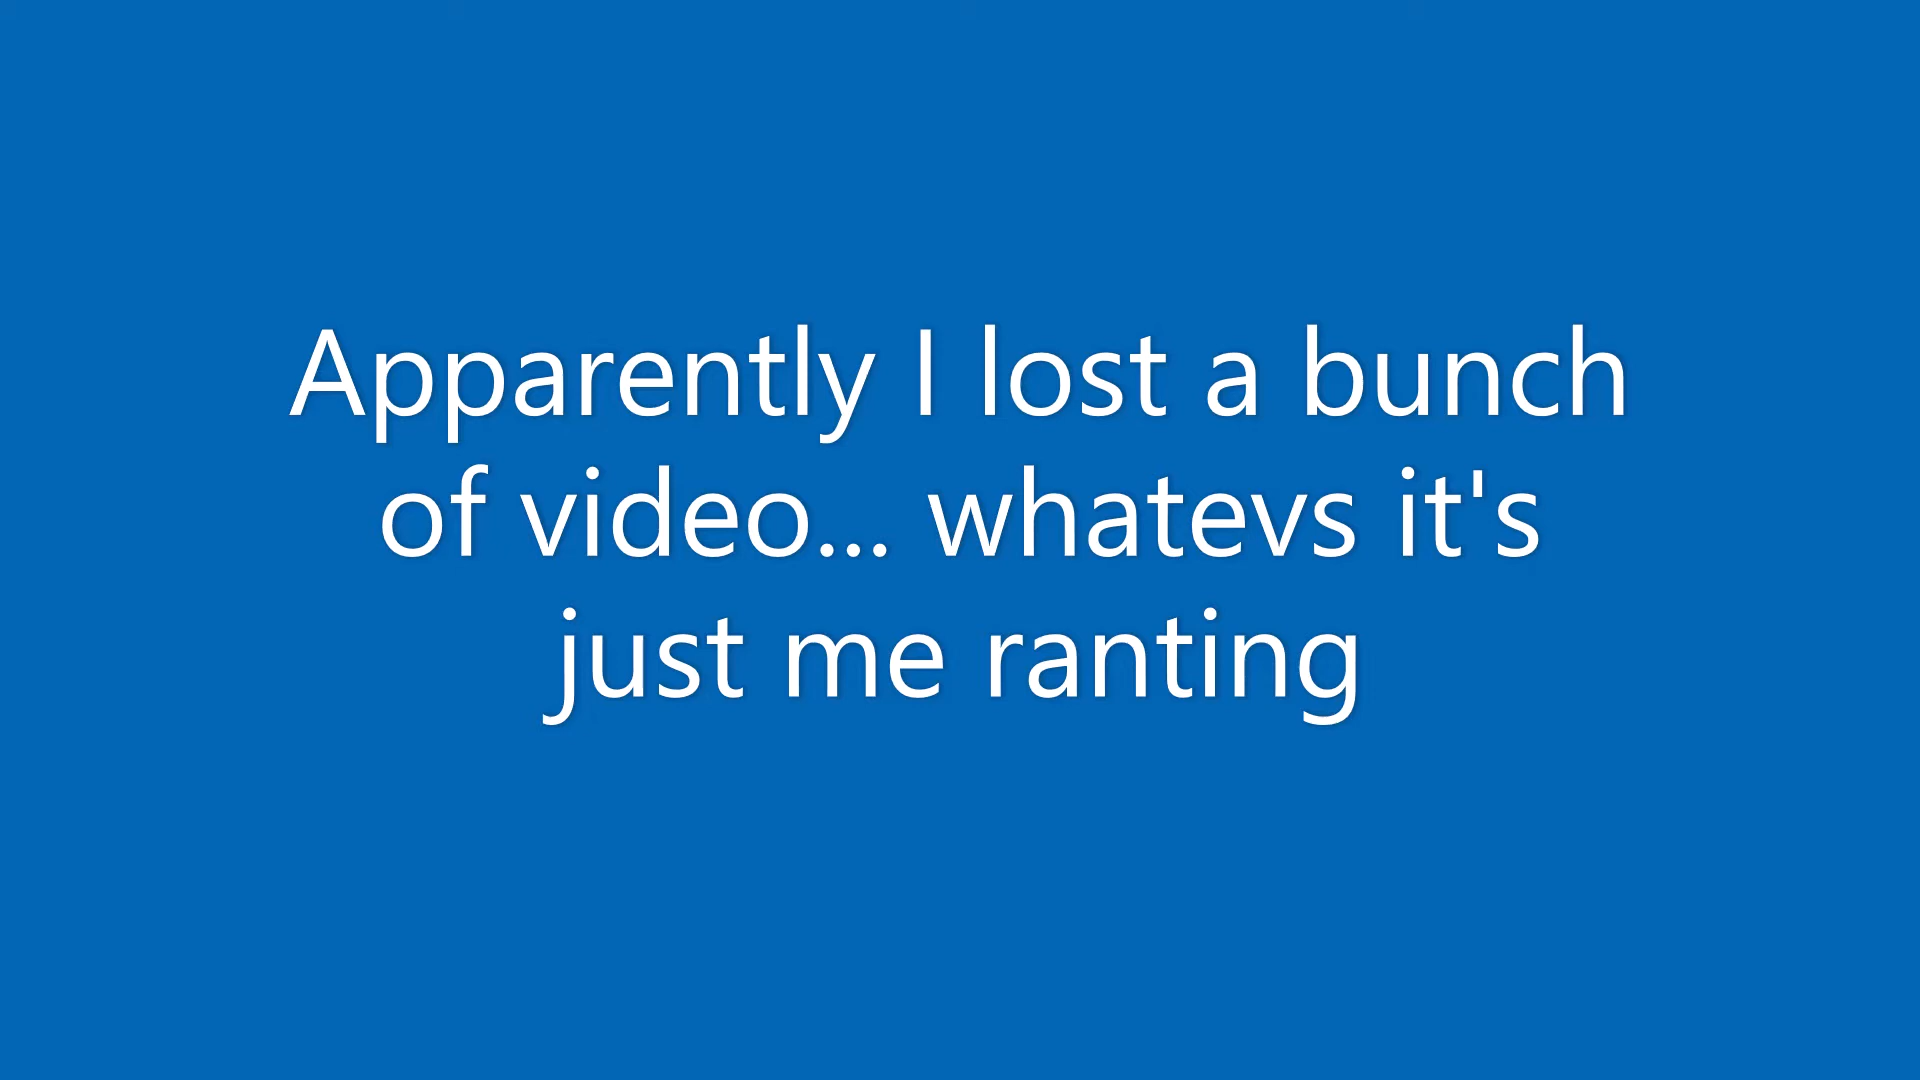 Apparently I lost a bunch
of video... whatevs it's
just me ranting